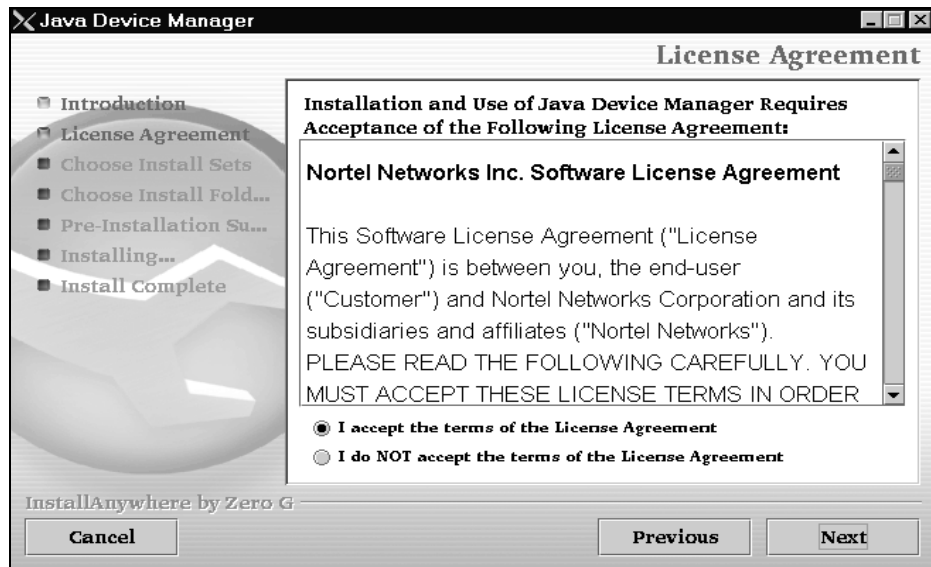 Java Device Manager
License Agreement
Introduction
License Agreement
Choose Install Sets
Choose Install Fold...
Pre-Installation Su...
Installing...
Install Complete
Installation and Use of Java Device Manager Requires
Acceptance of the Following License Agreement:
Nortel Networks Inc. Software License Agreement
This Software License Agreement ("License
Agreement") is between you, the end-user
("Customer") and Nortel Networks Corporation and its
subsidiaries and affiliates ("Nortel Networks").
PLEASE READ THE FOLLOWING CAREFULLY. YOU
MUST ACCEPT THESE LICENSE TERMS IN ORDER
I accept the terms of the License Agreement
I do NOT accept the terms of the License Agreement
InstallAnywhere by Zero G
Cancel
Previous
Next